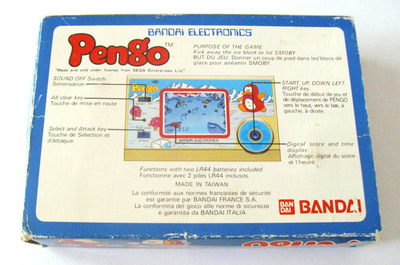 BANDAI ELECTRONICS
Pengo™
"Made and sold under license from SEGA Enterprises Ltd."
PURPOSE OF THE GAME:
Kick away the ice block to hit SMOBY
BUT DU JEU: Donner un coup de pied dans les blocs de
glace pour anéantir SMOBY
SOUND OFF Switch
Sonorisation
All clear key
Touche de mise en route
Select and Attack key
Touche de Sélection et
d'Attaque
Pengo
BANDAI ELECTRONICS
START, UP, DOWN, LEFT,
RIGHT key.
Touche de début de jeu et
de déplacement de PENGO
vers le haut, vers le bas, à
gauche, à droite.
Digital score and time
display.
Affichage digital du score
et l'heure.
Functions with two LR44 batteries included
Fonctionne avec 2 piles LR44 incluses.
MADE IN TAIWAN
La conformité aux normes françaises de sécurité
est garantie par BANDAI FRANCE S.A.
La conformità del gioco alle norme di sicurezza
è garantita da BANDAI ITALIA
BAN
DAI
BANDAI
Pengo